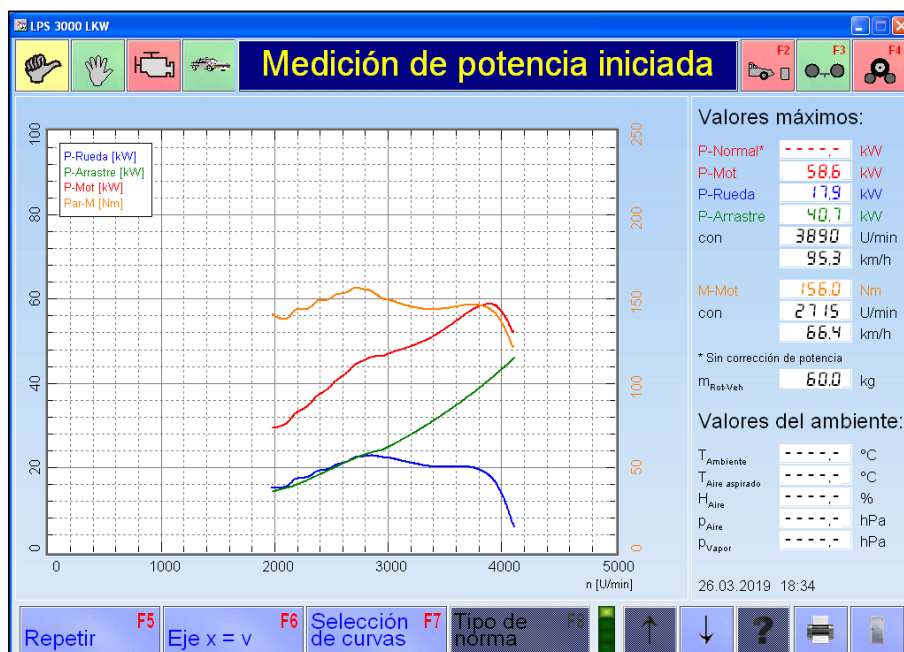 LPS 3000 LKW
Medición de potencia iniciada
F2
F3
F4
100
80
60
40
20
0
P-Rueda [kW]
P-Arrastre [kW]
P-Mot [kW]
Par-M [Nm]
250
200
150
100
50
0
0 1000 2000 3000 4000 5000
n [U/min]
Valores máximos:
P-Normal* ----,- kW
P-Mot 58,6 kW
P-Rueda 17,9 kW
P-Arrastre 40,7 kW
con 3890 U/min
95,3 km/h
M-Mot 156,0 Nm
con 2715 U/min
66,4 km/h
* Sin corrección de potencia
mRot-Veh 60,0 kg
Valores del ambiente:
TAmbiente ----,- °C
TAire aspirado ----,- °C
HAire ----,- %
pAire ----,- hPa
pVapor ----,- hPa
26.03.2019 18:34
Repetir F5
Eje x = v F6
Selección de curvas F7
Tipo de norma F8
?